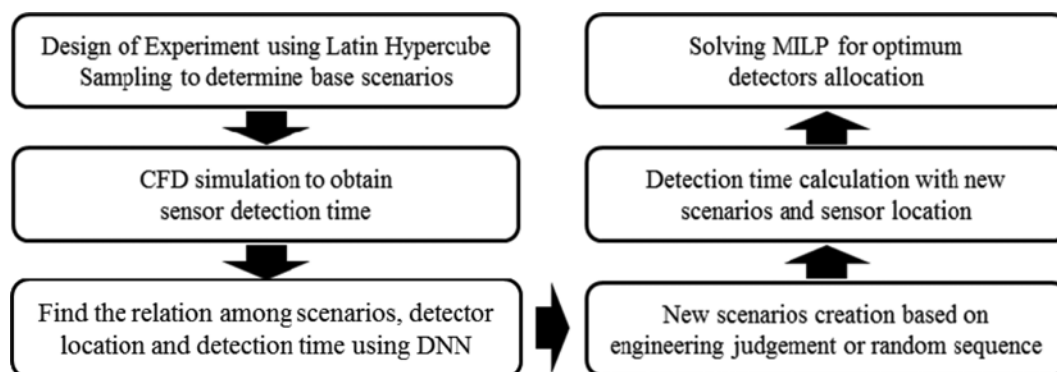 Design of Experiment using Latin Hypercube
Sampling to determine base scenarios
CFD simulation to obtain
sensor detection time
Find the relation among scenarios, detector
location and detection time using DNN
New scenarios creation based on
engineering judgement or random sequence
Detection time calculation with new
scenarios and sensor location
Solving MILP for optimum
detectors allocation